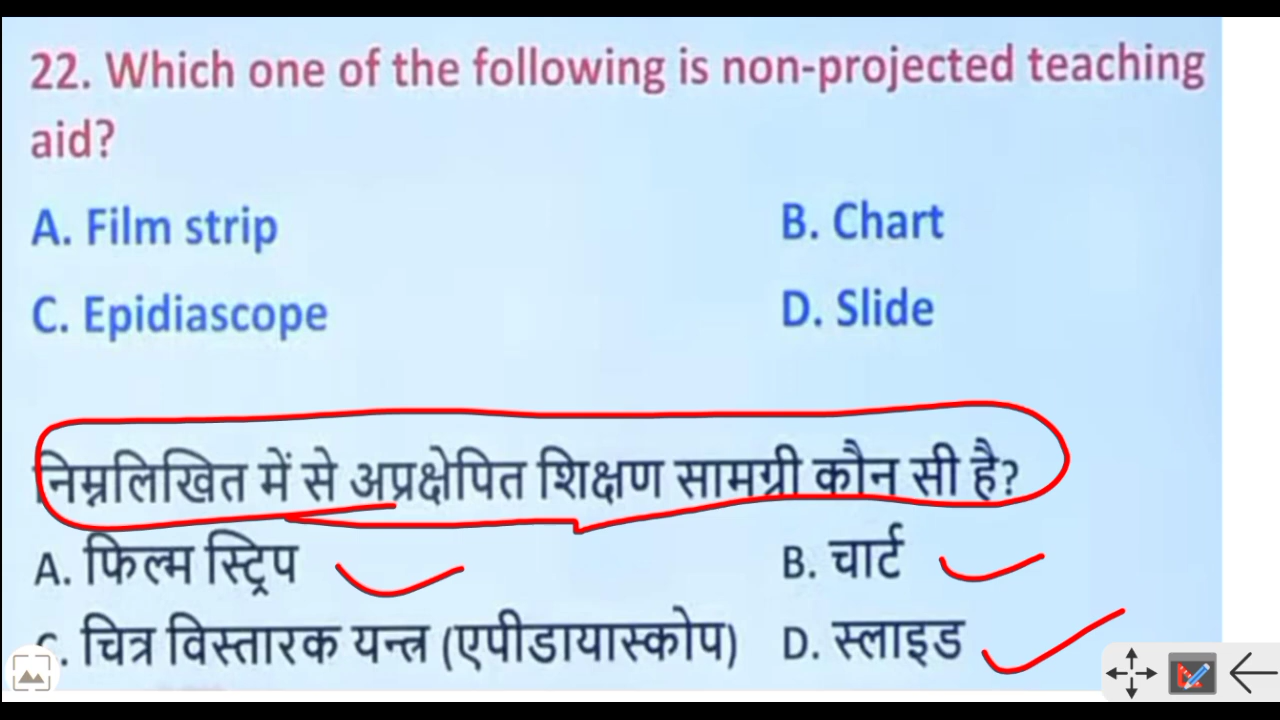 22. Which one of the following is non-projected teaching
aid?
A. Film strip B. Chart
C. Epidiascope D. Slide
निम्नलिखित में से अप्रक्षेपित शिक्षण सामग्री कौन सी है?
A. फिल्म स्ट्रिप B. चार्ट
C. चित्र विस्तारक यन्त्र (एपीडायास्कोप) D. स्लाइड